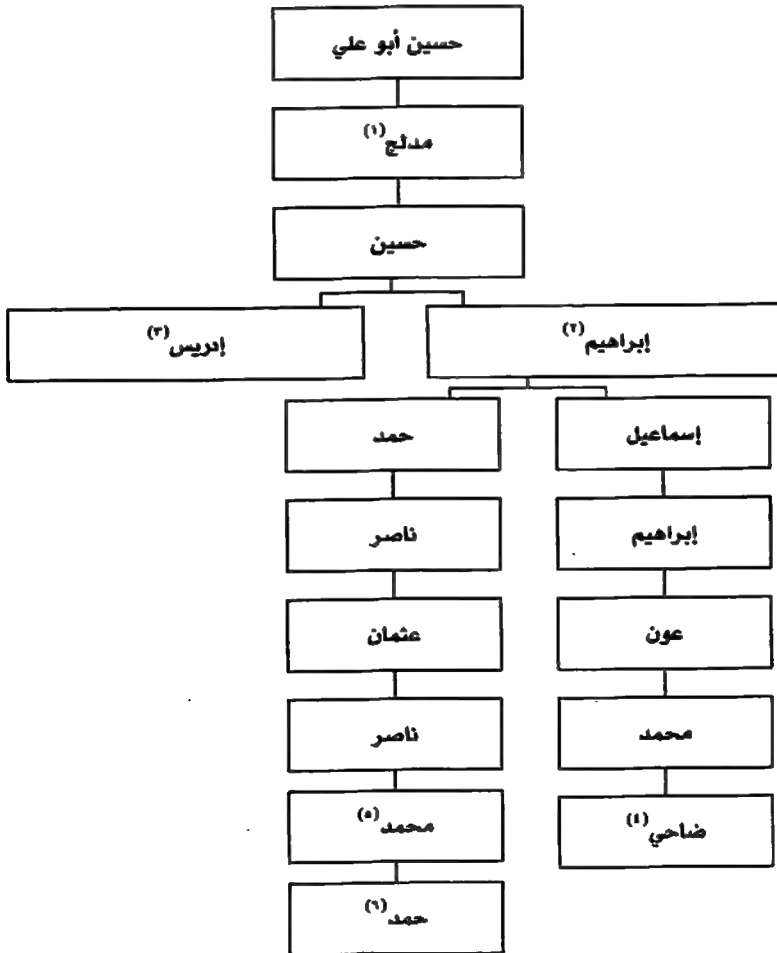 حسين أبو علي
مدلج (١)
حسين
إبراهيم (٢)
إدريس (٣)
إسماعيل
حمد
إبراهيم
ناصر
عون
عثمان
محمد
ناصر
ضاحي (٤)
محمد (٥)
حمد (٦)